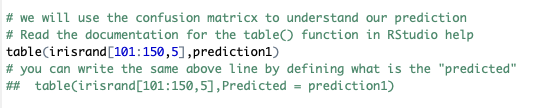 # we will use the confusion matricx to understand our prediction
# Read the documentation for the table() function in RStudio help
table(irisrand[101:150,5],prediction1)
# you can write the same above line by defining what is the "predicted"
##  table(irisrand[101:150,5],Predicted = prediction1)